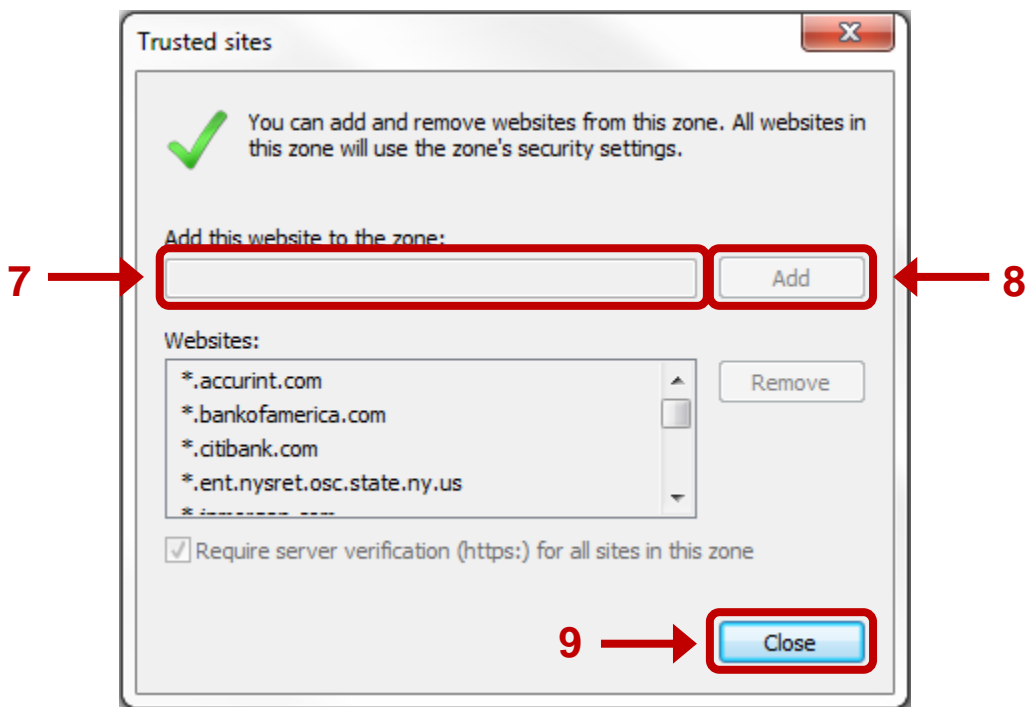 Trusted sites
You can add and remove websites from this zone. All websites in
this zone will use the zone's security settings.
Add this website to the zone:
7
Add
8
Websites:
*.accurint.com
Remove
*.bankofamerica.com
*.citibank.com
*.ent.nysret.osc.state.ny.us
Require server verification (https:) for all sites in this zone
9
Close